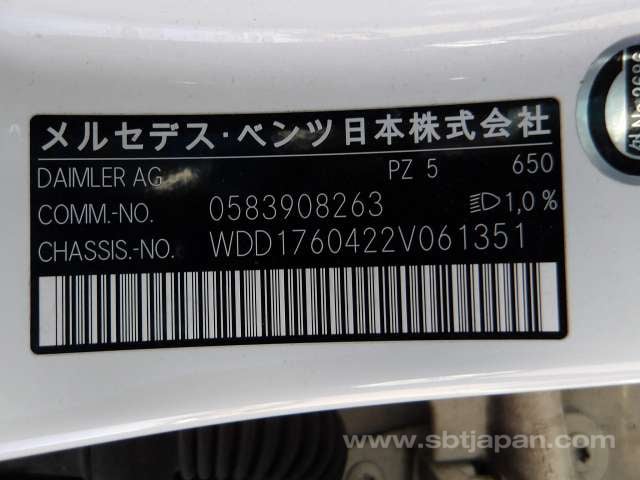 メルセデス・ベンツ日本株式会社
DAIMLER AG PZ 5 650
COMM.-NO. 0583908263 1,0 %
CHASSIS.-NO. WDD1760422V061351
www.sbtjapan.com